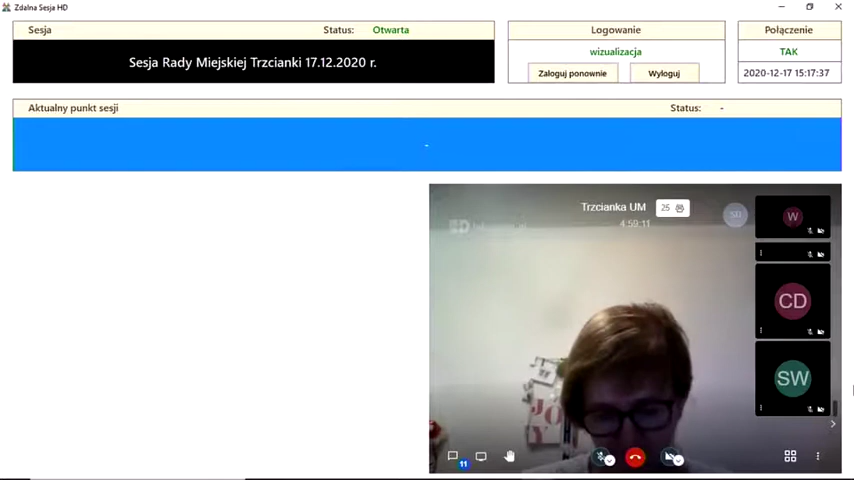 Zdalna Sesja HD
Sesja
Status: Otwarta
Sesja Rady Miejskiej Trzcianki 17.12.2020 r.
Logowanie
wizualizacja
Zaloguj ponownie
Wyloguj
Połączenie
TAK
2020-12-17 15:17:37
Aktualny punkt sesji
Status: -
-
Trzcianka UM 25
4:59:11
SD
W
CD
SW
JO
Y
11